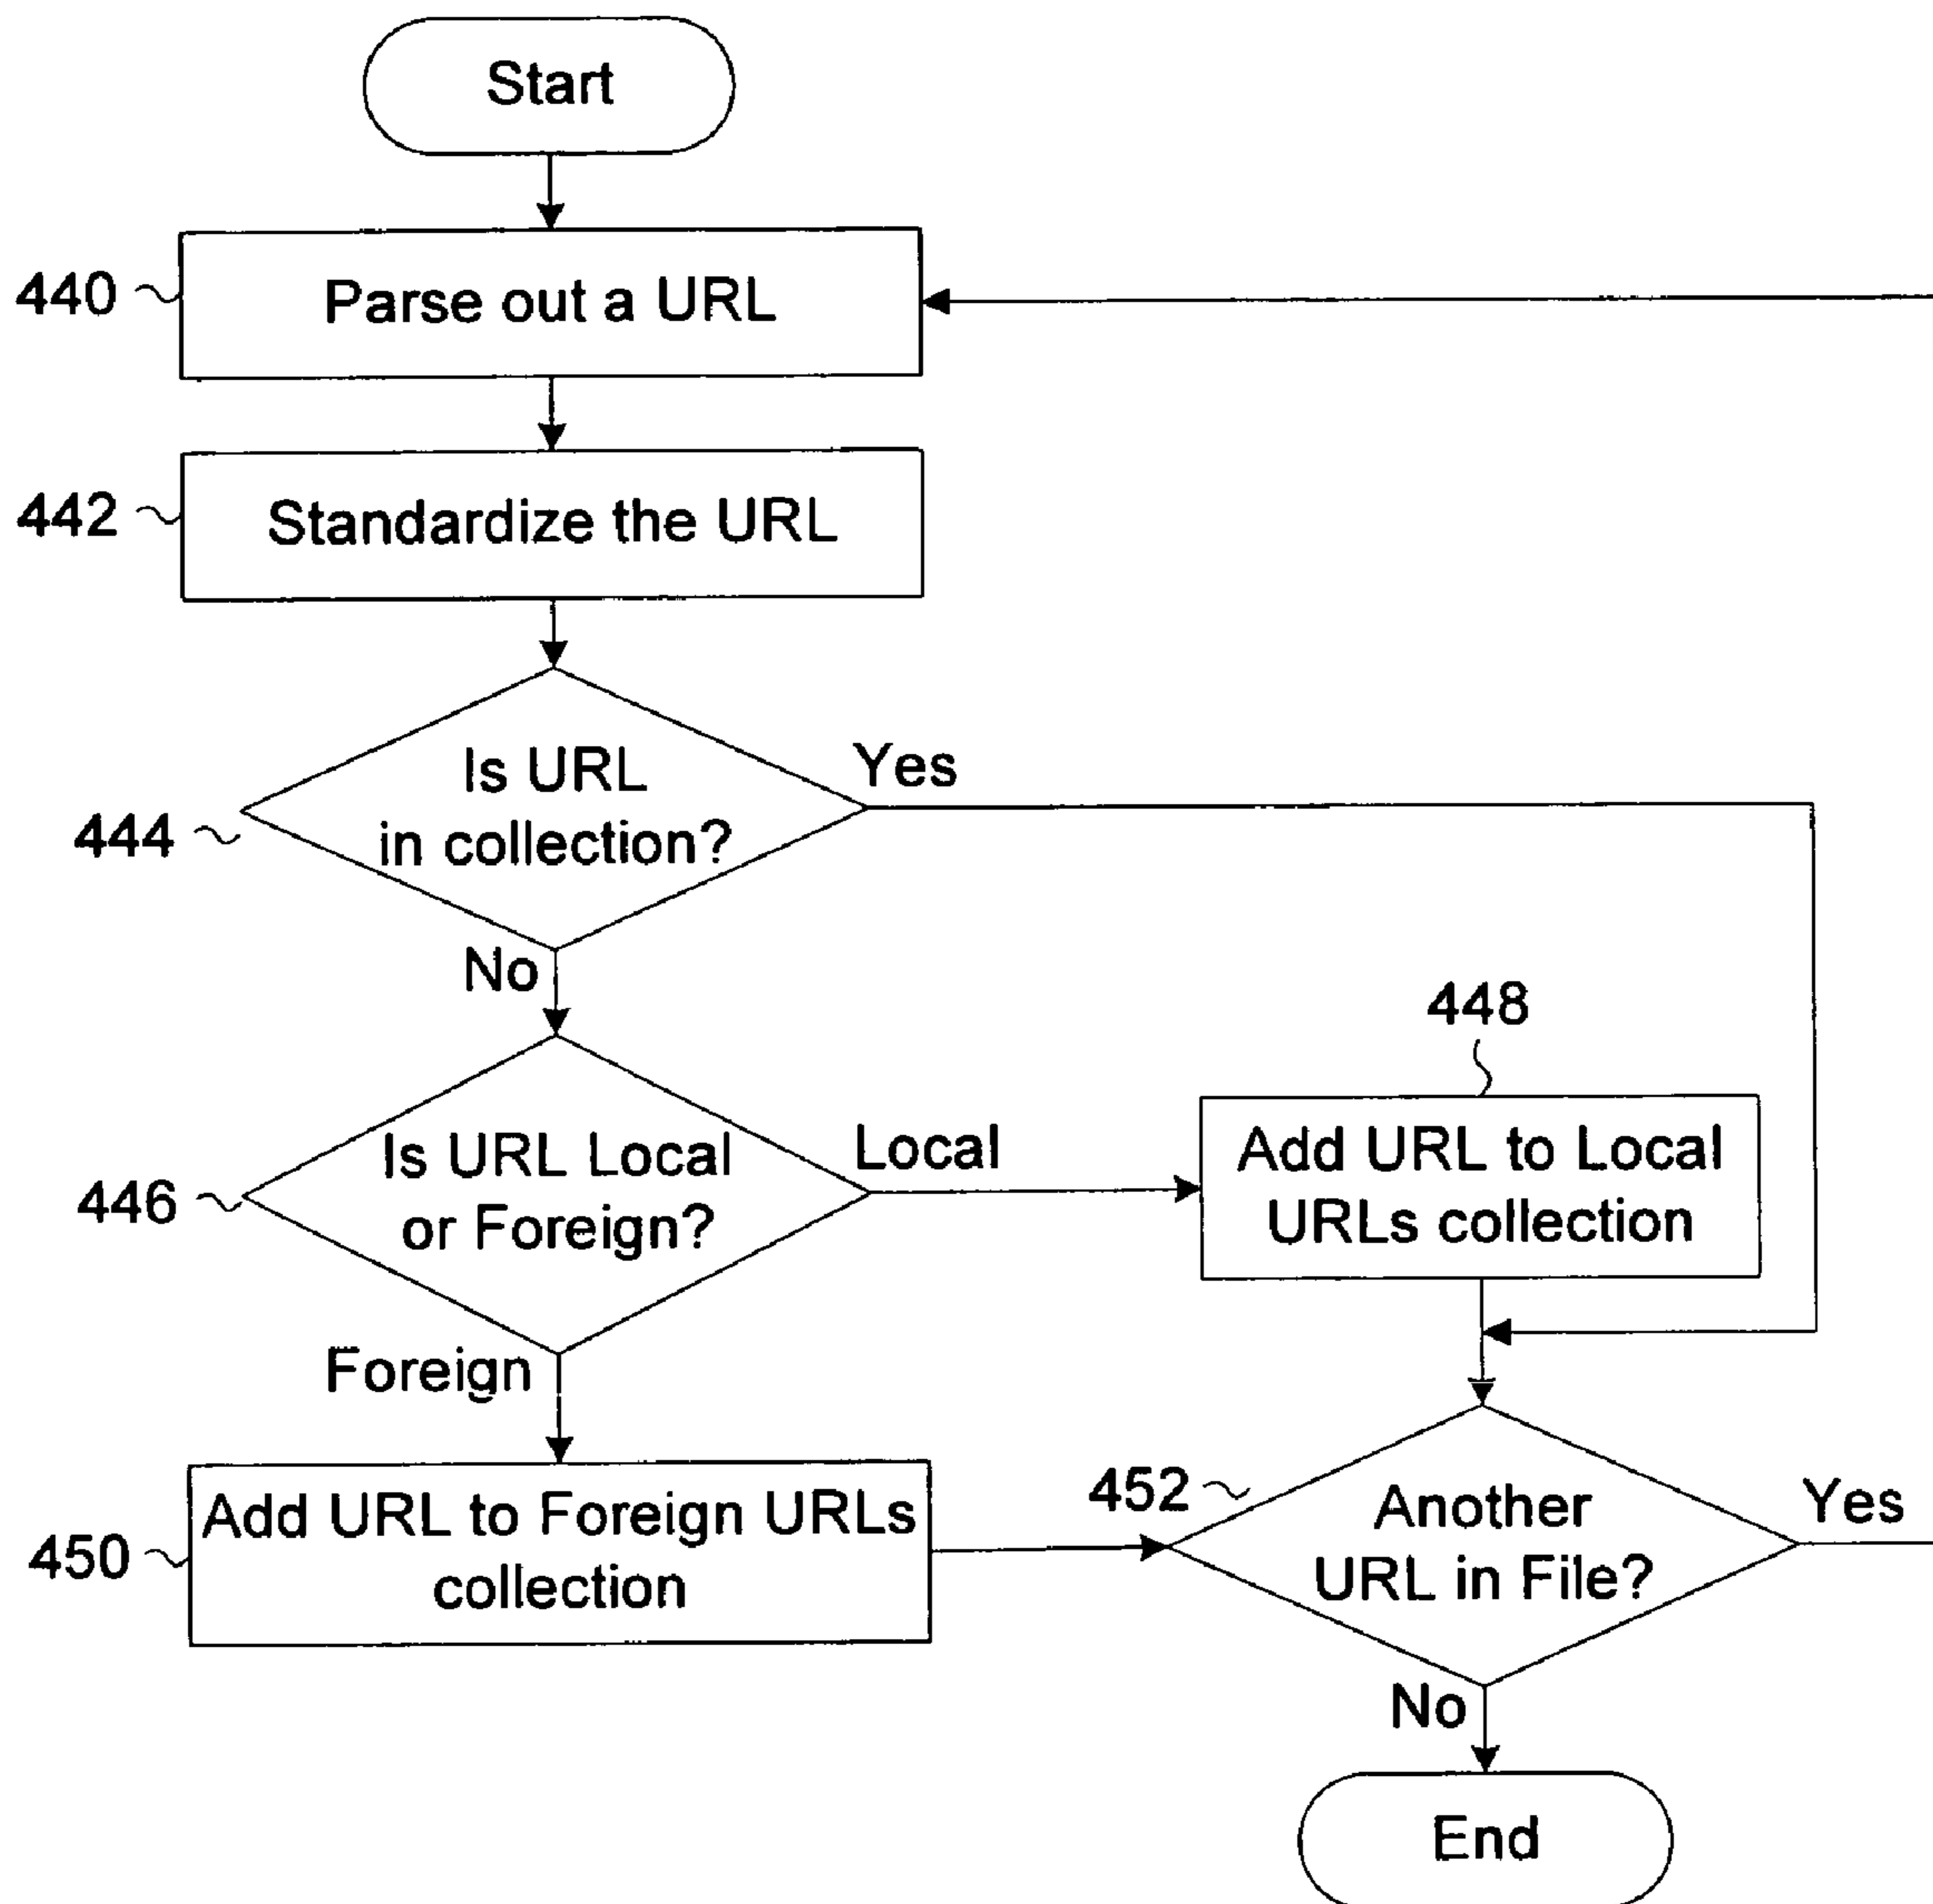 Start
440
Parse out a URL
442
Standardize the URL
444
Is URL
in collection?
Yes
No
446
Is URL Local
or Foreign?
Local
448
Add URL to Local
URLs collection
Foreign
450
Add URL to Foreign URLs
collection
452
Another
URL in File?
Yes
No
End